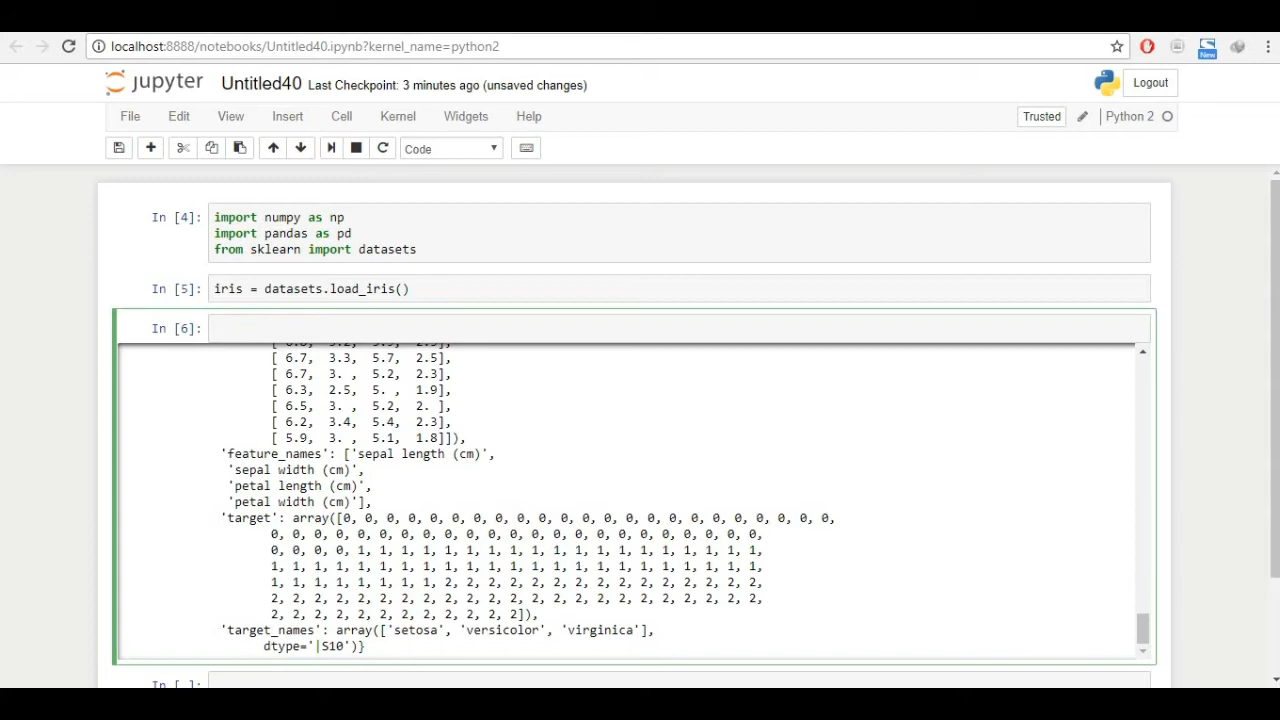 localhost:8888/notebooks/Untitled40.ipynb?kernel_name=python2
New
jupyter Untitled40 Last Checkpoint: 3 minutes ago (unsaved changes)
Logout
File Edit View Insert Cell Kernel Widgets Help
Trusted Python 2
Code
In [4]: import numpy as np
import pandas as pd
from sklearn import datasets
In [5]: iris = datasets.load_iris()
In [6]:
[ 6.7, 3.3, 5.7, 2.5],
[ 6.7, 3. , 5.2, 2.3],
[ 6.3, 2.5, 5. , 1.9],
[ 6.5, 3. , 5.2, 2. ],
[ 6.2, 3.4, 5.4, 2.3],
[ 5.9, 3. , 5.1, 1.8]]),
'feature_names': ['sepal length (cm)',
'sepal width (cm)',
'petal length (cm)',
'petal width (cm)'],
'target': array([0, 0, 0, 0, 0, 0, 0, 0, 0, 0, 0, 0, 0, 0, 0, 0, 0, 0, 0, 0, 0, 0, 0,
0, 0, 0, 0, 0, 0, 0, 0, 0, 0, 0, 0, 0, 0, 0, 0, 0, 0, 0, 0, 0, 0, 0,
0, 0, 0, 0, 1, 1, 1, 1, 1, 1, 1, 1, 1, 1, 1, 1, 1, 1, 1, 1, 1, 1, 1,
1, 1, 1, 1, 1, 1, 1, 1, 1, 1, 1, 1, 1, 1, 1, 1, 1, 1, 1, 1, 1, 1, 1,
1, 1, 1, 1, 1, 1, 1, 1, 2, 2, 2, 2, 2, 2, 2, 2, 2, 2, 2, 2, 2, 2, 2,
2, 2, 2, 2, 2, 2, 2, 2, 2, 2, 2, 2, 2, 2, 2, 2, 2, 2, 2, 2, 2, 2, 2,
2, 2, 2, 2, 2, 2, 2, 2, 2, 2, 2, 2]),
'target_names': array(['setosa', 'versicolor', 'virginica'],
dtype='|S10')}
In [ ]: